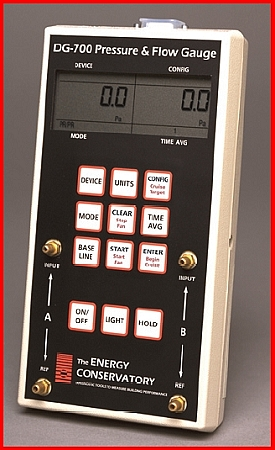 DG-700 Pressure & Flow Gauge
DEVICE CONFIG
0.0 0.0
Pa Pa
PR/PR 1
MODE TIME AVG
DEVICE UNITS CONFIG
Cruise
Target
MODE CLEAR TIME
Stop AVG
Fan
BASE START ENTER
LINE Start Begin
Fan Cruise
INPUT INPUT
ON/ LIGHT HOLD
OFF
A B
REF REF
The ENERGY
CONSERVATORY
DIAGNOSTIC TOOLS TO MEASURE BUILDING PERFORMANCE